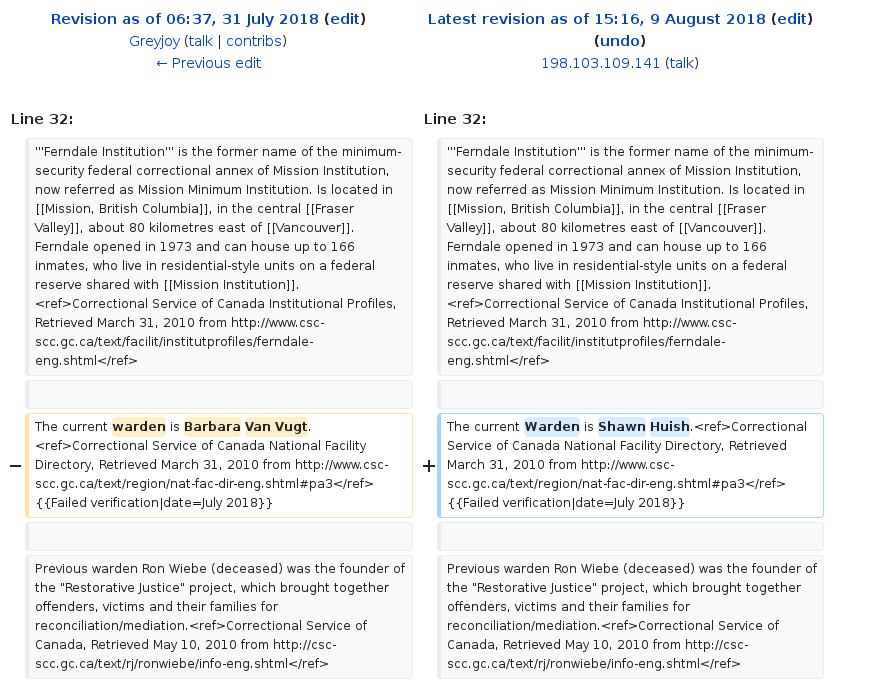 Revision as of 06:37, 31 July 2018 (edit)
Greyjoy (talk | contribs)
← Previous edit
Latest revision as of 15:16, 9 August 2018 (edit)
(undo)
198.103.109.141 (talk)
Line 32:
'''Ferndale Institution''' is the former name of the minimum-
security federal correctional annex of Mission Institution,
now referred as Mission Minimum Institution. Is located in
[[Mission, British Columbia]], in the central [[Fraser
Valley]], about 80 kilometres east of [[Vancouver]].
Ferndale opened in 1973 and can house up to 166
inmates, who live in residential-style units on a federal
reserve shared with [[Mission Institution]].
<ref>Correctional Service of Canada Institutional Profiles,
Retrieved March 31, 2010 from http://www.csc-
scc.gc.ca/text/facilit/institutprofiles/ferndale-
eng.shtml</ref>
− The current warden is Barbara Van Vugt.
<ref>Correctional Service of Canada National Facility
Directory, Retrieved March 31, 2010 from http://www.csc-
scc.gc.ca/text/region/nat-fac-dir-eng.shtml#pa3</ref>
{{Failed verification|date=July 2018}}
Previous warden Ron Wiebe (deceased) was the founder of
the "Restorative Justice" project, which brought together
offenders, victims and their families for
reconciliation/mediation.<ref>Correctional Service of
Canada, Retrieved May 10, 2010 from http://csc-
scc.gc.ca/text/rj/ronwiebe/info-eng.shtml</ref>
Line 32:
'''Ferndale Institution''' is the former name of the minimum-
security federal correctional annex of Mission Institution,
now referred as Mission Minimum Institution. Is located in
[[Mission, British Columbia]], in the central [[Fraser
Valley]], about 80 kilometres east of [[Vancouver]].
Ferndale opened in 1973 and can house up to 166
inmates, who live in residential-style units on a federal
reserve shared with [[Mission Institution]].
<ref>Correctional Service of Canada Institutional Profiles,
Retrieved March 31, 2010 from http://www.csc-
scc.gc.ca/text/facilit/institutprofiles/ferndale-
eng.shtml</ref>
+ The current Warden is Shawn Huish.<ref>Correctional
Service of Canada National Facility Directory, Retrieved
March 31, 2010 from http://www.csc-
scc.gc.ca/text/region/nat-fac-dir-eng.shtml#pa3</ref>
{{Failed verification|date=July 2018}}
Previous warden Ron Wiebe (deceased) was the founder of
the "Restorative Justice" project, which brought together
offenders, victims and their families for
reconciliation/mediation.<ref>Correctional Service of
Canada, Retrieved May 10, 2010 from http://csc-
scc.gc.ca/text/rj/ronwiebe/info-eng.shtml</ref>